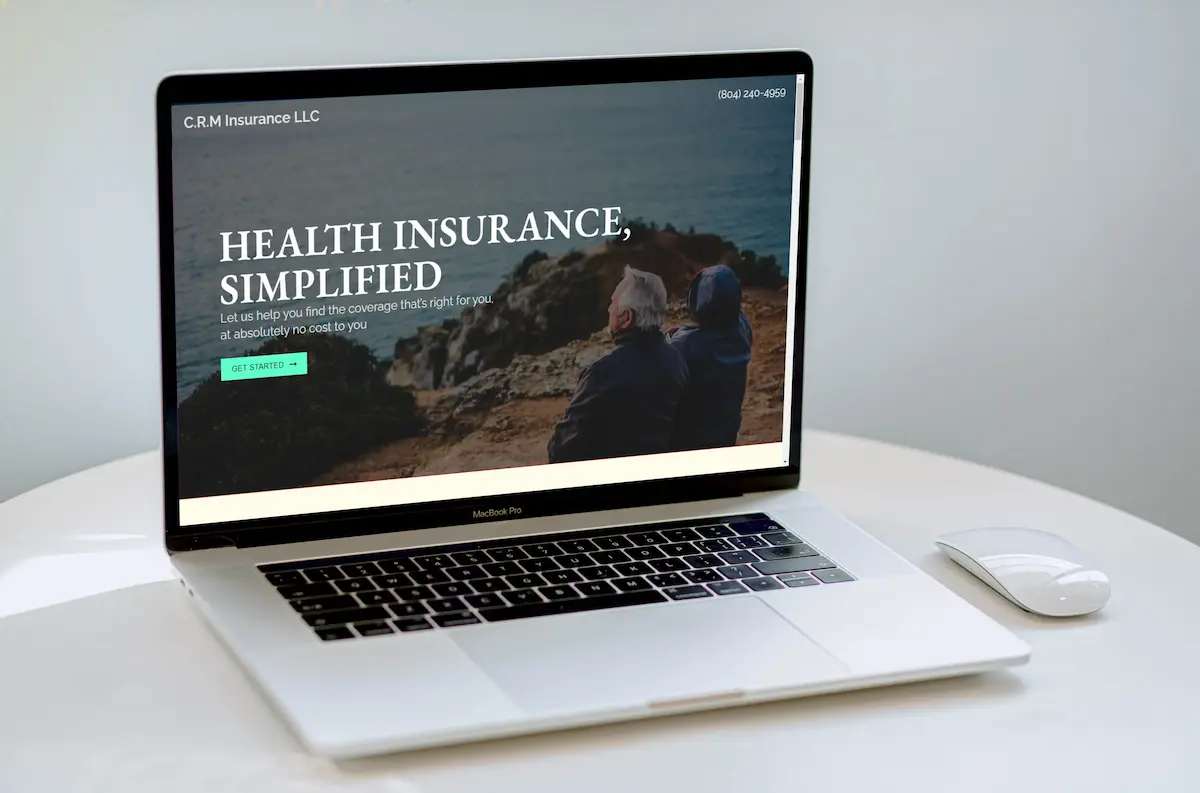 C.R.M Insurance LLC
(804) 240-4959
HEALTH INSURANCE,
SIMPLIFIED
Let us help you find the coverage that's right for you,
at absolutely no cost to you
GET STARTED →
MacBook Pro